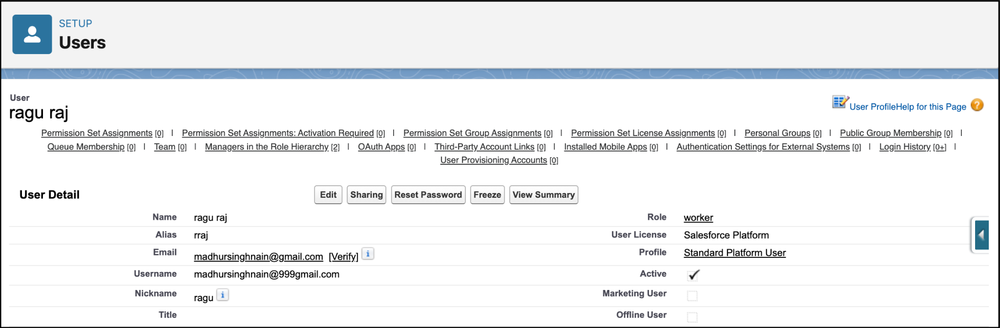 SETUP
Users
User
ragu raj
User ProfileHelp for this Page ?
Permission Set Assignments [0] | Permission Set Assignments: Activation Required [0] | Permission Set Group Assignments [0] | Permission Set License Assignments [0] | Personal Groups [0] | Public Group Membership [0] |
Queue Membership [0] | Team [0] | Managers in the Role Hierarchy [2] | OAuth Apps [0] | Third-Party Account Links [0] | Installed Mobile Apps [0] | Authentication Settings for External Systems [0] | Login History [0+] |
User Provisioning Accounts [0]
User Detail Edit Sharing Reset Password Freeze View Summary
Name ragu raj Role worker
Alias rraj User License Salesforce Platform
Email madhursinghnain@gmail.com [Verify] i Profile Standard Platform User
Username madhursinghnain@999gmail.com Active
Nickname ragu i Marketing User
Title Offline User